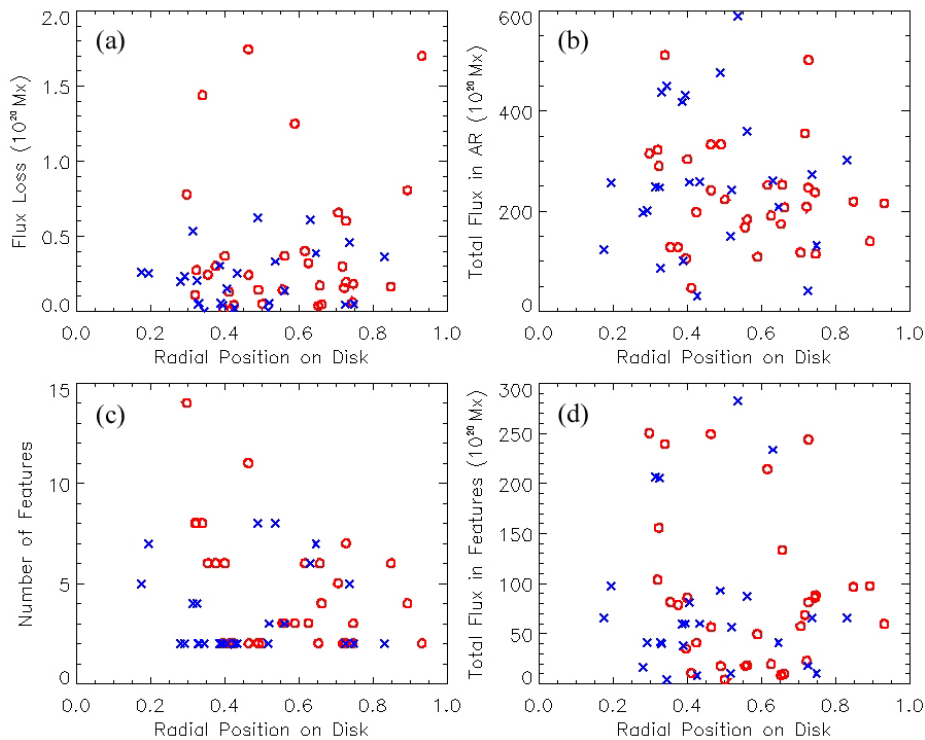 (a)
Flux Loss (10²⁰ Mx)
2.0
1.5
1.0
0.5
0.0
0.0 0.2 0.4 0.6 0.8 1.0
Radial Position on Disk
(b)
Total Flux in AR (10²⁰ Mx)
600
400
200
0
0.0 0.2 0.4 0.6 0.8 1.0
Radial Position on Disk
(c)
Number of Features
15
10
5
0
0.0 0.2 0.4 0.6 0.8 1.0
Radial Position on Disk
(d)
Total Flux in Features (10²⁰ Mx)
300
250
200
150
100
50
0
0.0 0.2 0.4 0.6 0.8 1.0
Radial Position on Disk